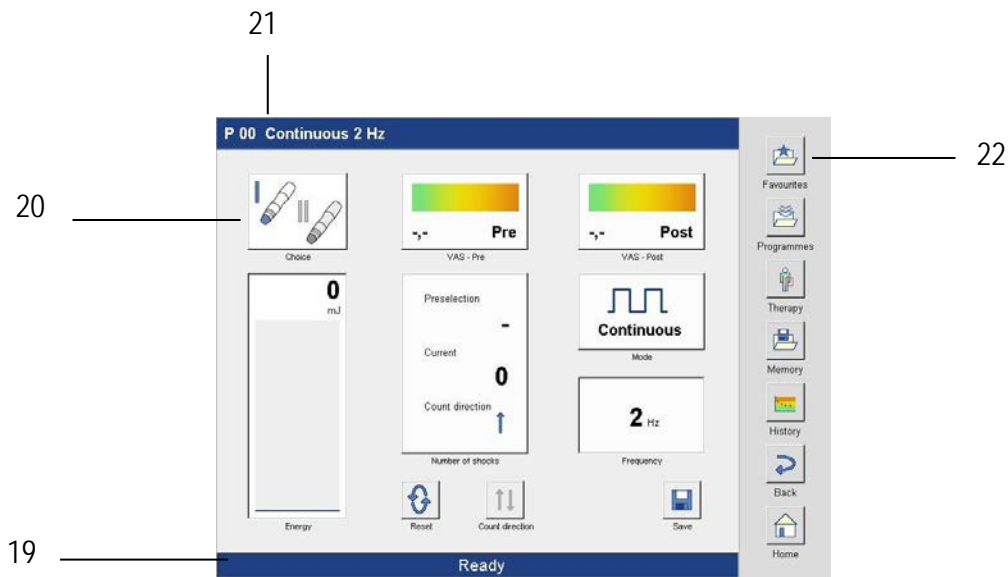 21
P 00 Continuous 2 Hz
22
Favourites
20
-,- Pre
-,- Post
Choice
VAS - Pre
VAS - Post
Programmes
0
mJ
Preselection
-
Current
0
Count direction
Continuous
Mode
Therapy
2 Hz
Memory
Number of shocks
Frequency
History
Back
Energy
Reset
Count direction
Save
Home
19
Ready